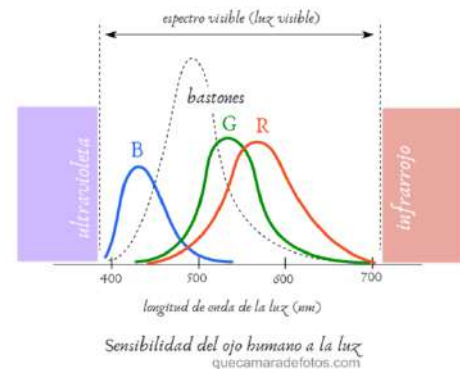 espectro visible (luz visible)
bastones
B
G
R
ultravioleta
infrarrojo
400
500
600
700
longitud de onda de la luz (nm)
Sensibilidad del ojo humano a la luz
quecamaradefotos.com